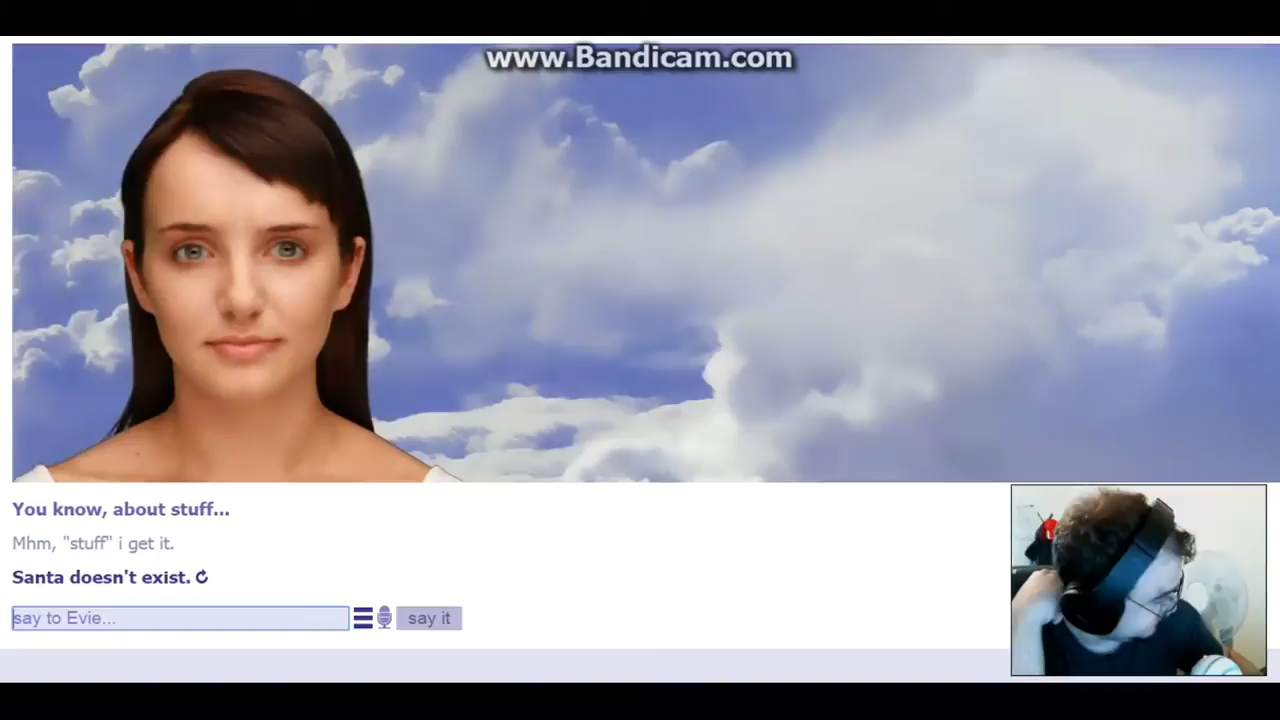 www.Bandicam.com
You know, about stuff...
Mhm, "stuff" i get it.
Santa doesn't exist.
say to Evie...
say it